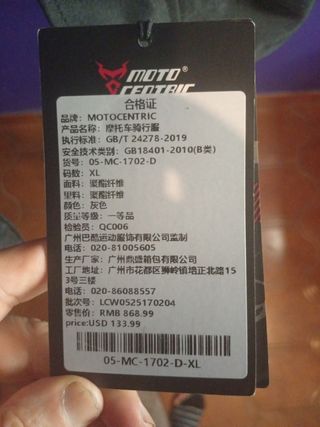 MOTO
CENTRIC
合格证
品牌: MOTOCENTRIC
产品名称: 摩托车骑行服
执行标准: GB/T 24278-2019
安全技术类别: GB18401-2010(B类)
货号: 05-MC-1702-D
码数: XL
面料: 聚酯纤维
里料: 聚酯纤维
颜色: 灰色
质量等级: 一等品
检验员: QC006
广州巴酷运动服饰有限公司监制
电话: 020-81005605
生产厂家: 广州鼎盛箱包有限公司
工厂地址: 广州市花都区狮岭镇培正北路15
3号三楼
电话: 020-86088557
批次号: LCW0525170204
零售价: RMB 868.99
price:USD 133.99
05-MC-1702-D-XL